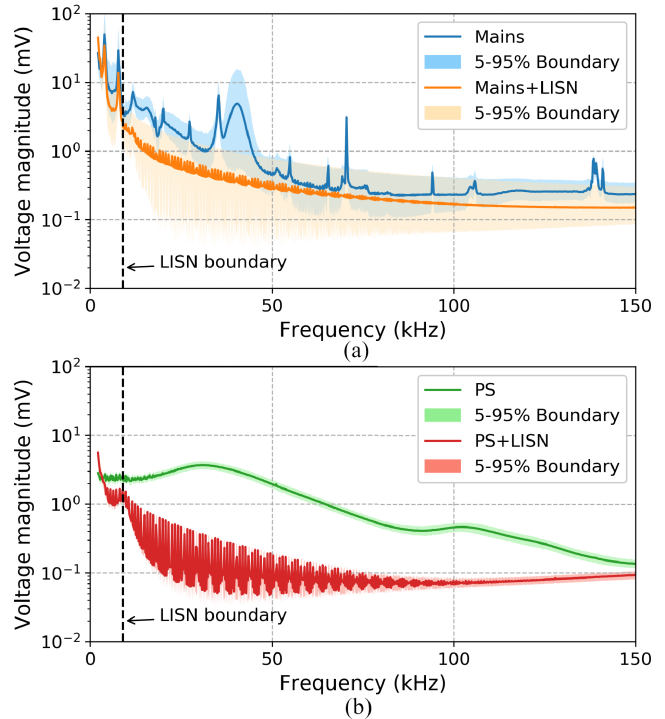 10²
10¹
10⁰
10⁻¹
10⁻²
Voltage magnitude (mV)
Mains
5-95% Boundary
Mains+LISN
5-95% Boundary
LISN boundary
0
50
100
150
Frequency (kHz)
(a)
10²
10¹
10⁰
10⁻¹
10⁻²
Voltage magnitude (mV)
PS
5-95% Boundary
PS+LISN
5-95% Boundary
LISN boundary
0
50
100
150
Frequency (kHz)
(b)